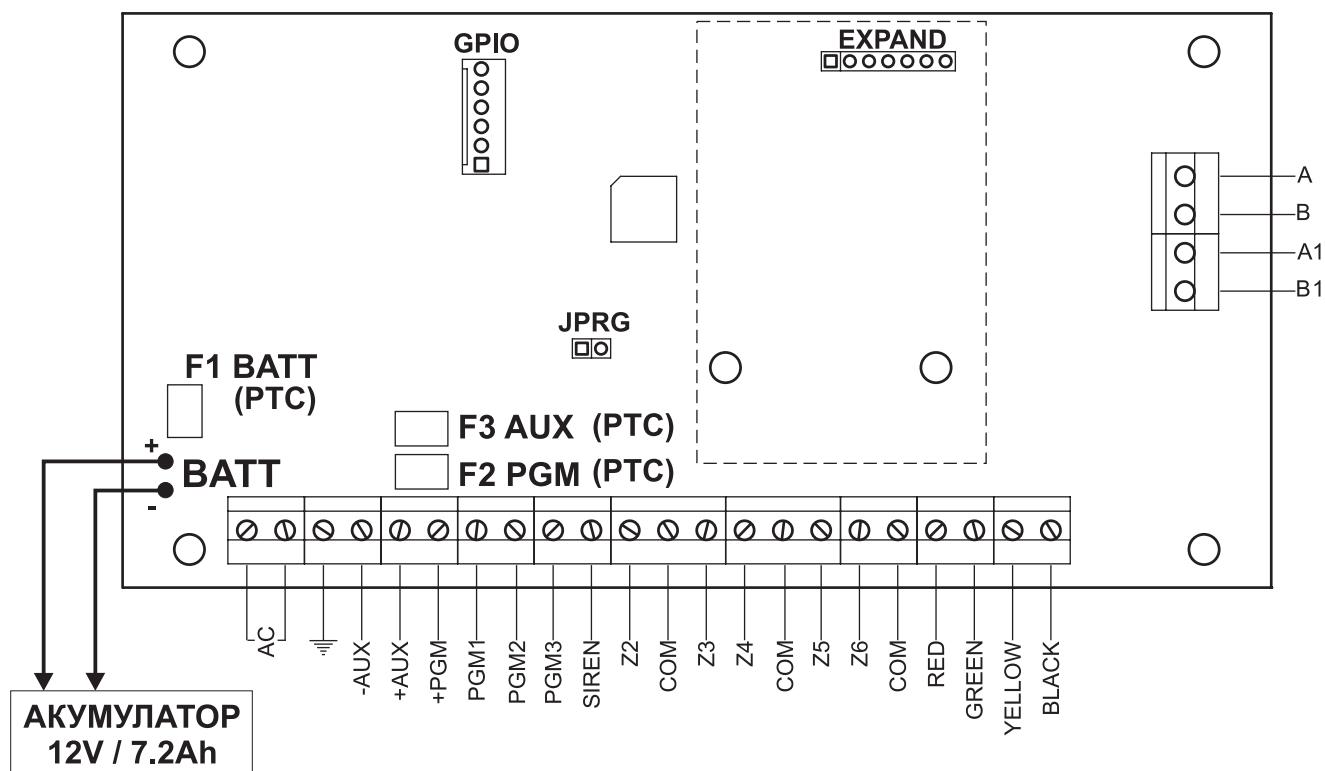 GPIO
EXPAND
A
B
A1
B1
JPRG
F1 BATT
(PTC)
F3 AUX (PTC)
F2 PGM (PTC)
+
BATT
-
AC
-AUX
+AUX
+PGM
PGM1
PGM2
PGM3
SIREN
Z2
COM
Z3
Z4
COM
Z5
Z6
COM
RED
GREEN
YELLOW
BLACK
АКУМУЛАТОР
12V / 7.2Ah